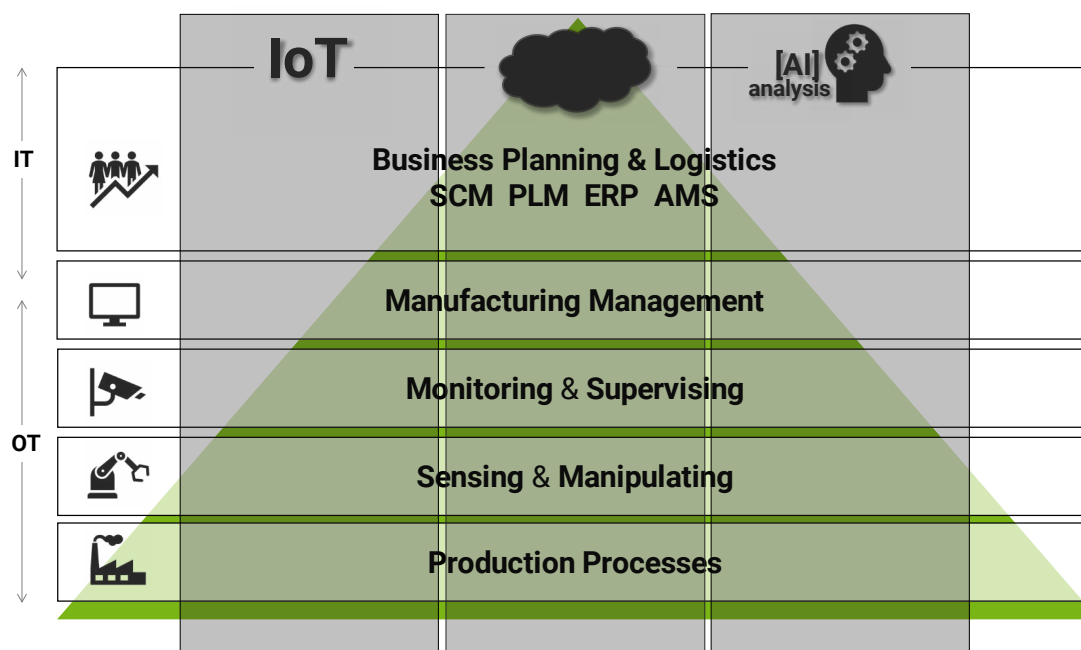 IoT
[AI]
analysis
IT
Business Planning & Logistics
SCM PLM ERP AMS
Manufacturing Management
Monitoring & Supervising
OT
Sensing & Manipulating
Production Processes